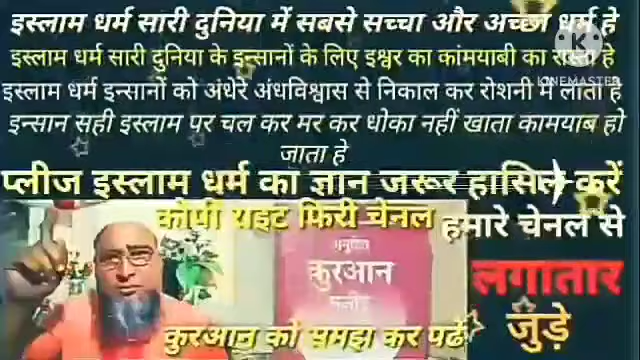 इस्लाम धर्म सारी दुनिया में सबसे सच्चा और अच्छा धर्म हे
इस्लाम धर्म सारी दुनिया के इन्सानों के लिए इश्वर का कांमयाबी का रास्ता हे
KINEMASTER
इस्लाम धर्म इन्सानों को अंधेरे अंधविश्वास से निकाल कर रोशनी में लाता हे
इन्सान सही इस्लाम पर चल कर मर कर धोका नहीं खाता कामयाब हो
जाता हे
प्लीज इस्लाम धर्म का ज्ञान जरूर हासिल करें
कोपी राइट फिरी चेनल
हमारे चेनल से
लगातार
जुड़े
क़ुरआन
कुरआन को समझ कर पढें